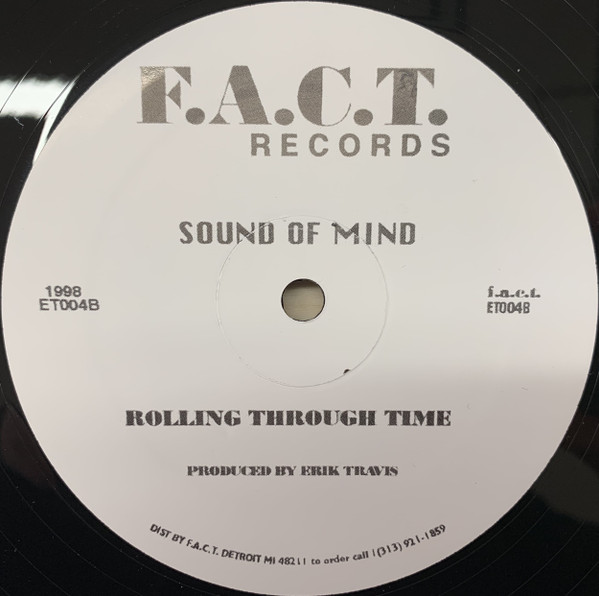 F.A.C.T.
RECORDS
SOUND OF MIND
1998
ET004B
f.a.c.t.
ET004B
ROLLING THROUGH TIME
PRODUCED BY ERIK TRAVIS
DIST BY F.A.C.T. DETROIT MI 48211 to order call 1(313) 921-1859